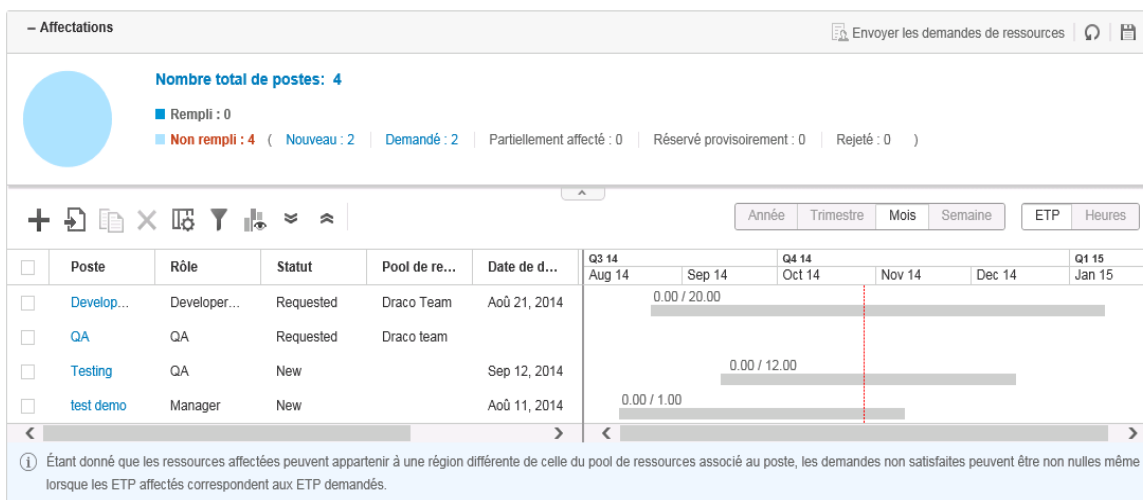 – Affectations
Envoyer les demandes de ressources
Nombre total de postes: 4
Rempli : 0
Non rempli : 4 ( Nouveau : 2 Demandé : 2 Partiellement affecté : 0 Réservé provisoirement : 0 Rejeté : 0 )
Année Trimestre Mois Semaine ETP Heures
Poste Rôle Statut Pool de re... Date de d...
Q3 14 Q4 14 Q1 15
Aug 14 Sep 14 Oct 14 Nov 14 Dec 14 Jan 15
Develop... Developer... Requested Draco Team Aoû 21, 2014 0.00 / 20.00
QA QA Requested Draco team
Testing QA New Sep 12, 2014 0.00 / 12.00
test demo Manager New Aoû 11, 2014 0.00 / 1.00
Étant donné que les ressources affectées peuvent appartenir à une région différente de celle du pool de ressources associé au poste, les demandes non satisfaites peuvent être non nulles même
lorsque les ETP affectés correspondent aux ETP demandés.